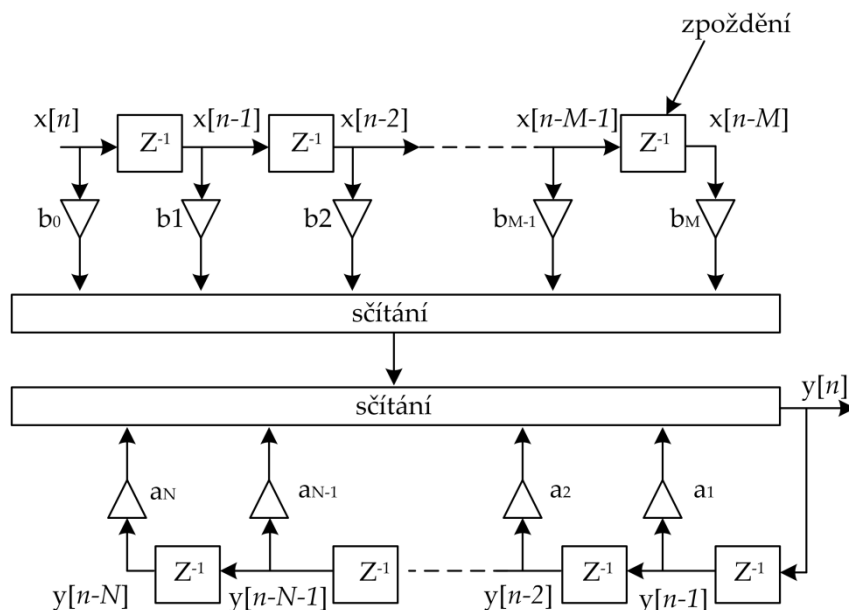 zpoždění
x[n] x[n-1] x[n-2] x[n-M-1] x[n-M]
Z⁻¹ Z⁻¹ Z⁻¹
b₀ b1 b2 bM-1 bM
sčítání
sčítání
y[n]
aN aN-1 a2 a1
Z⁻¹ Z⁻¹ Z⁻¹ Z⁻¹
y[n-N] y[n-N-1] y[n-2] y[n-1]